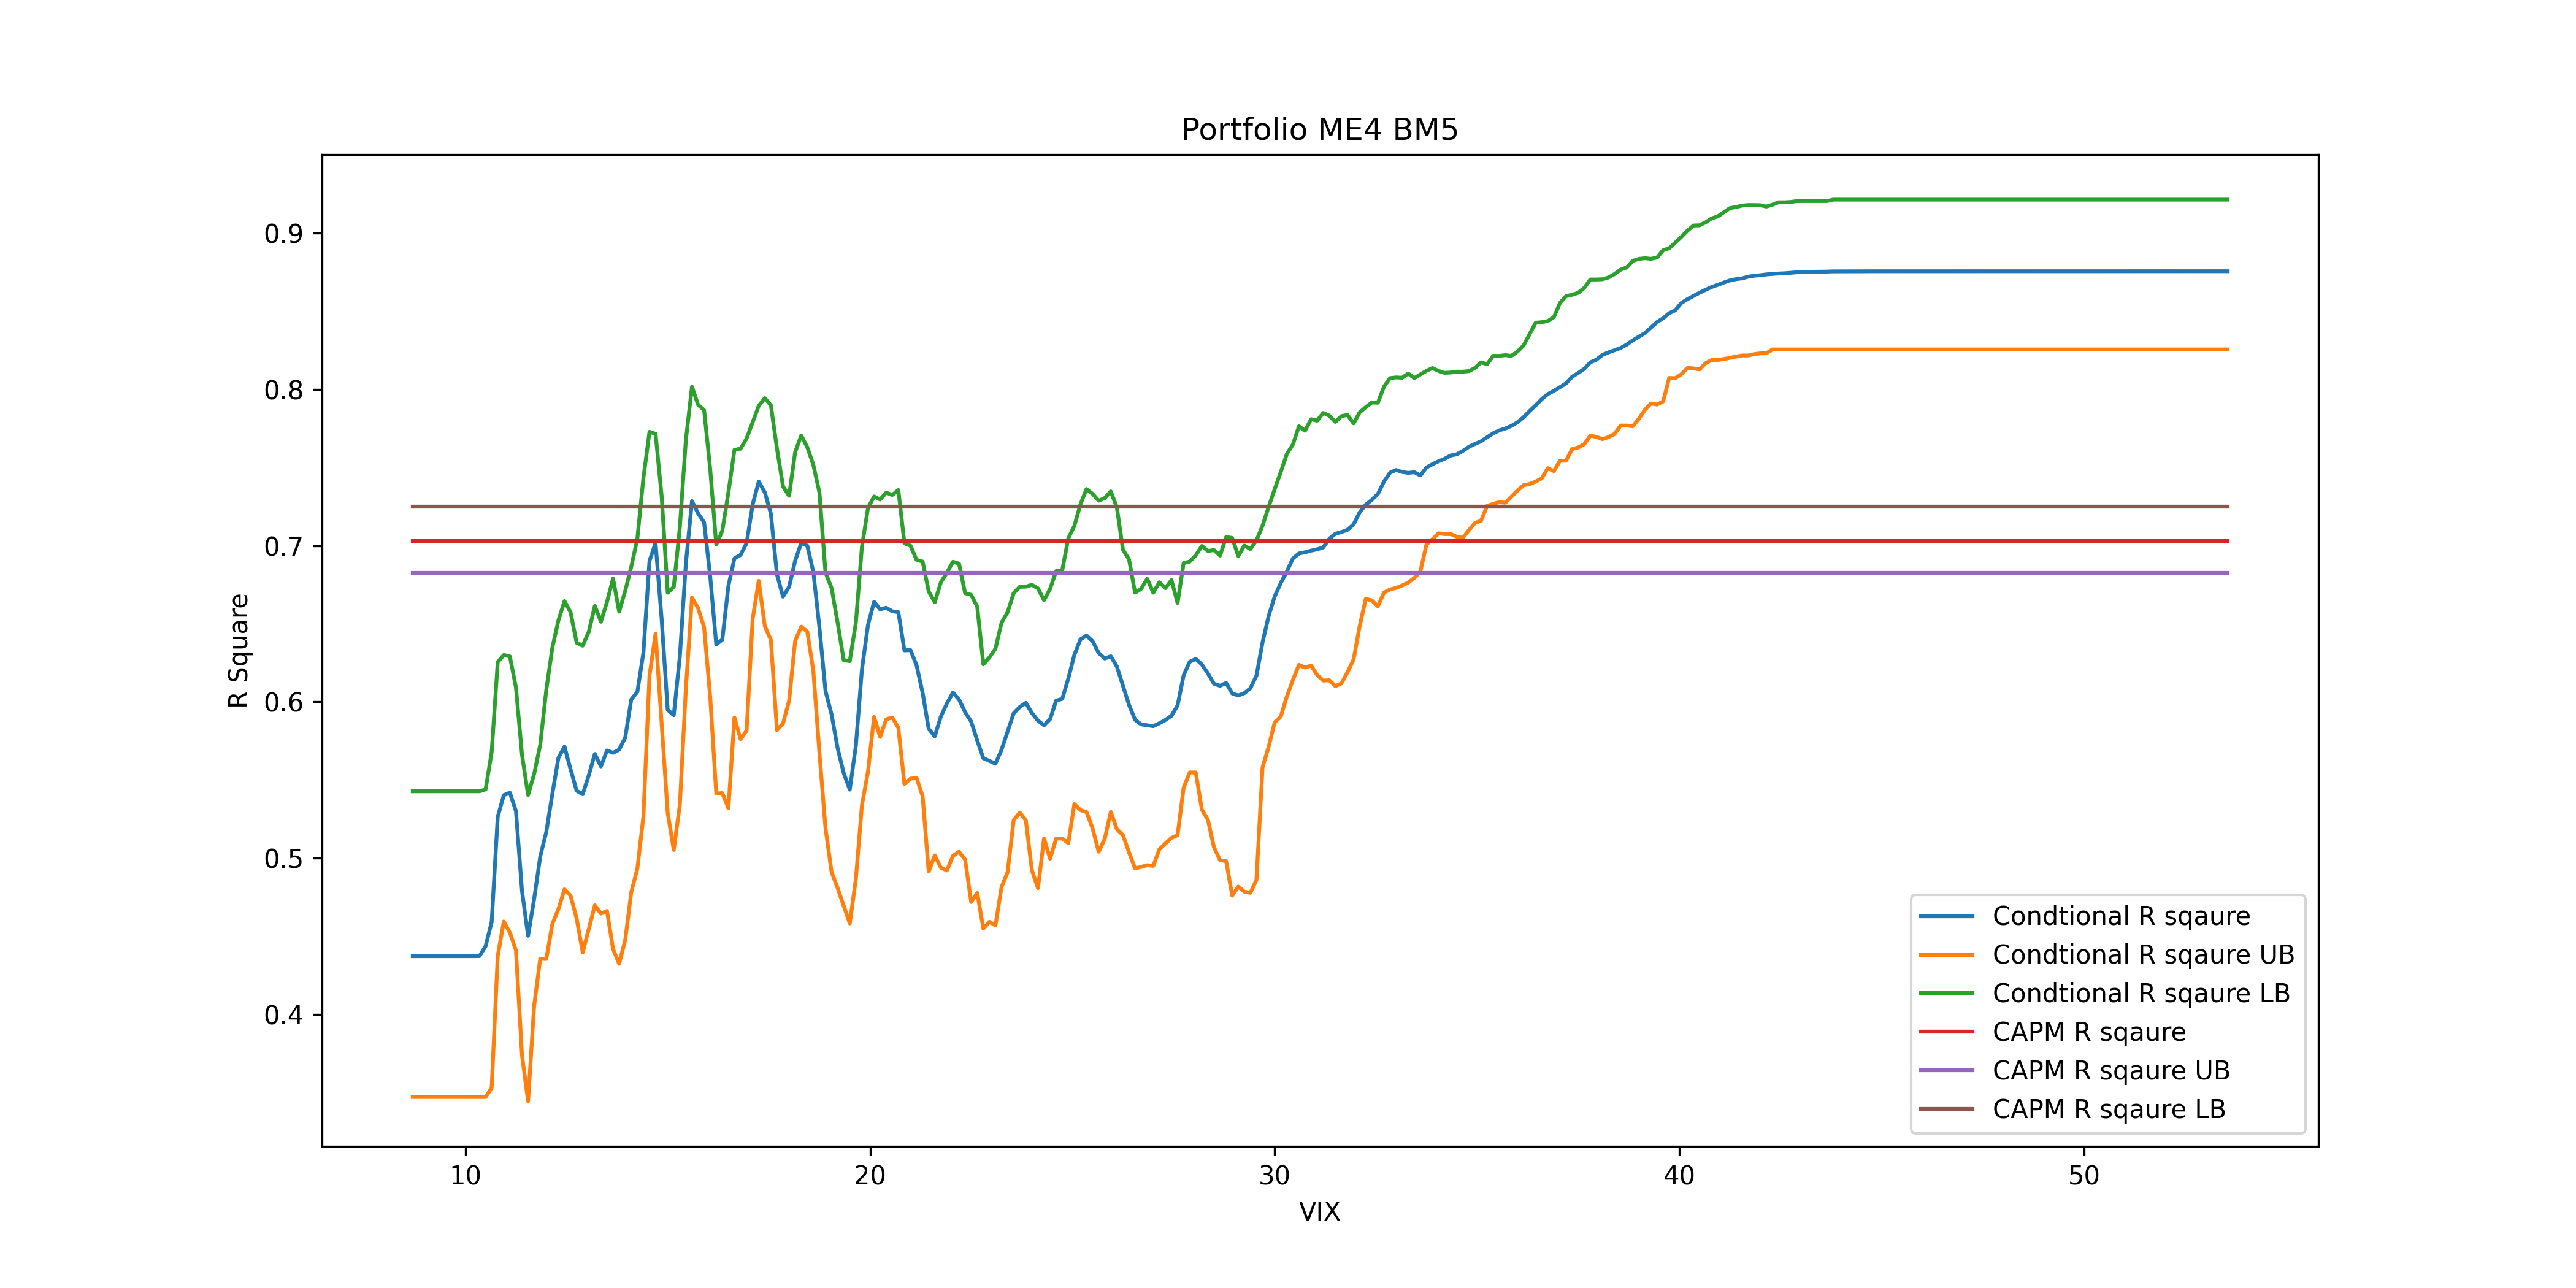 Portfolio ME4 BM5
R Square
0.9
0.8
0.7
0.6
0.5
0.4
10 20 30 40 50
VIX
Condtional R sqaure
Condtional R sqaure UB
Condtional R sqaure LB
CAPM R sqaure
CAPM R sqaure UB
CAPM R sqaure LB